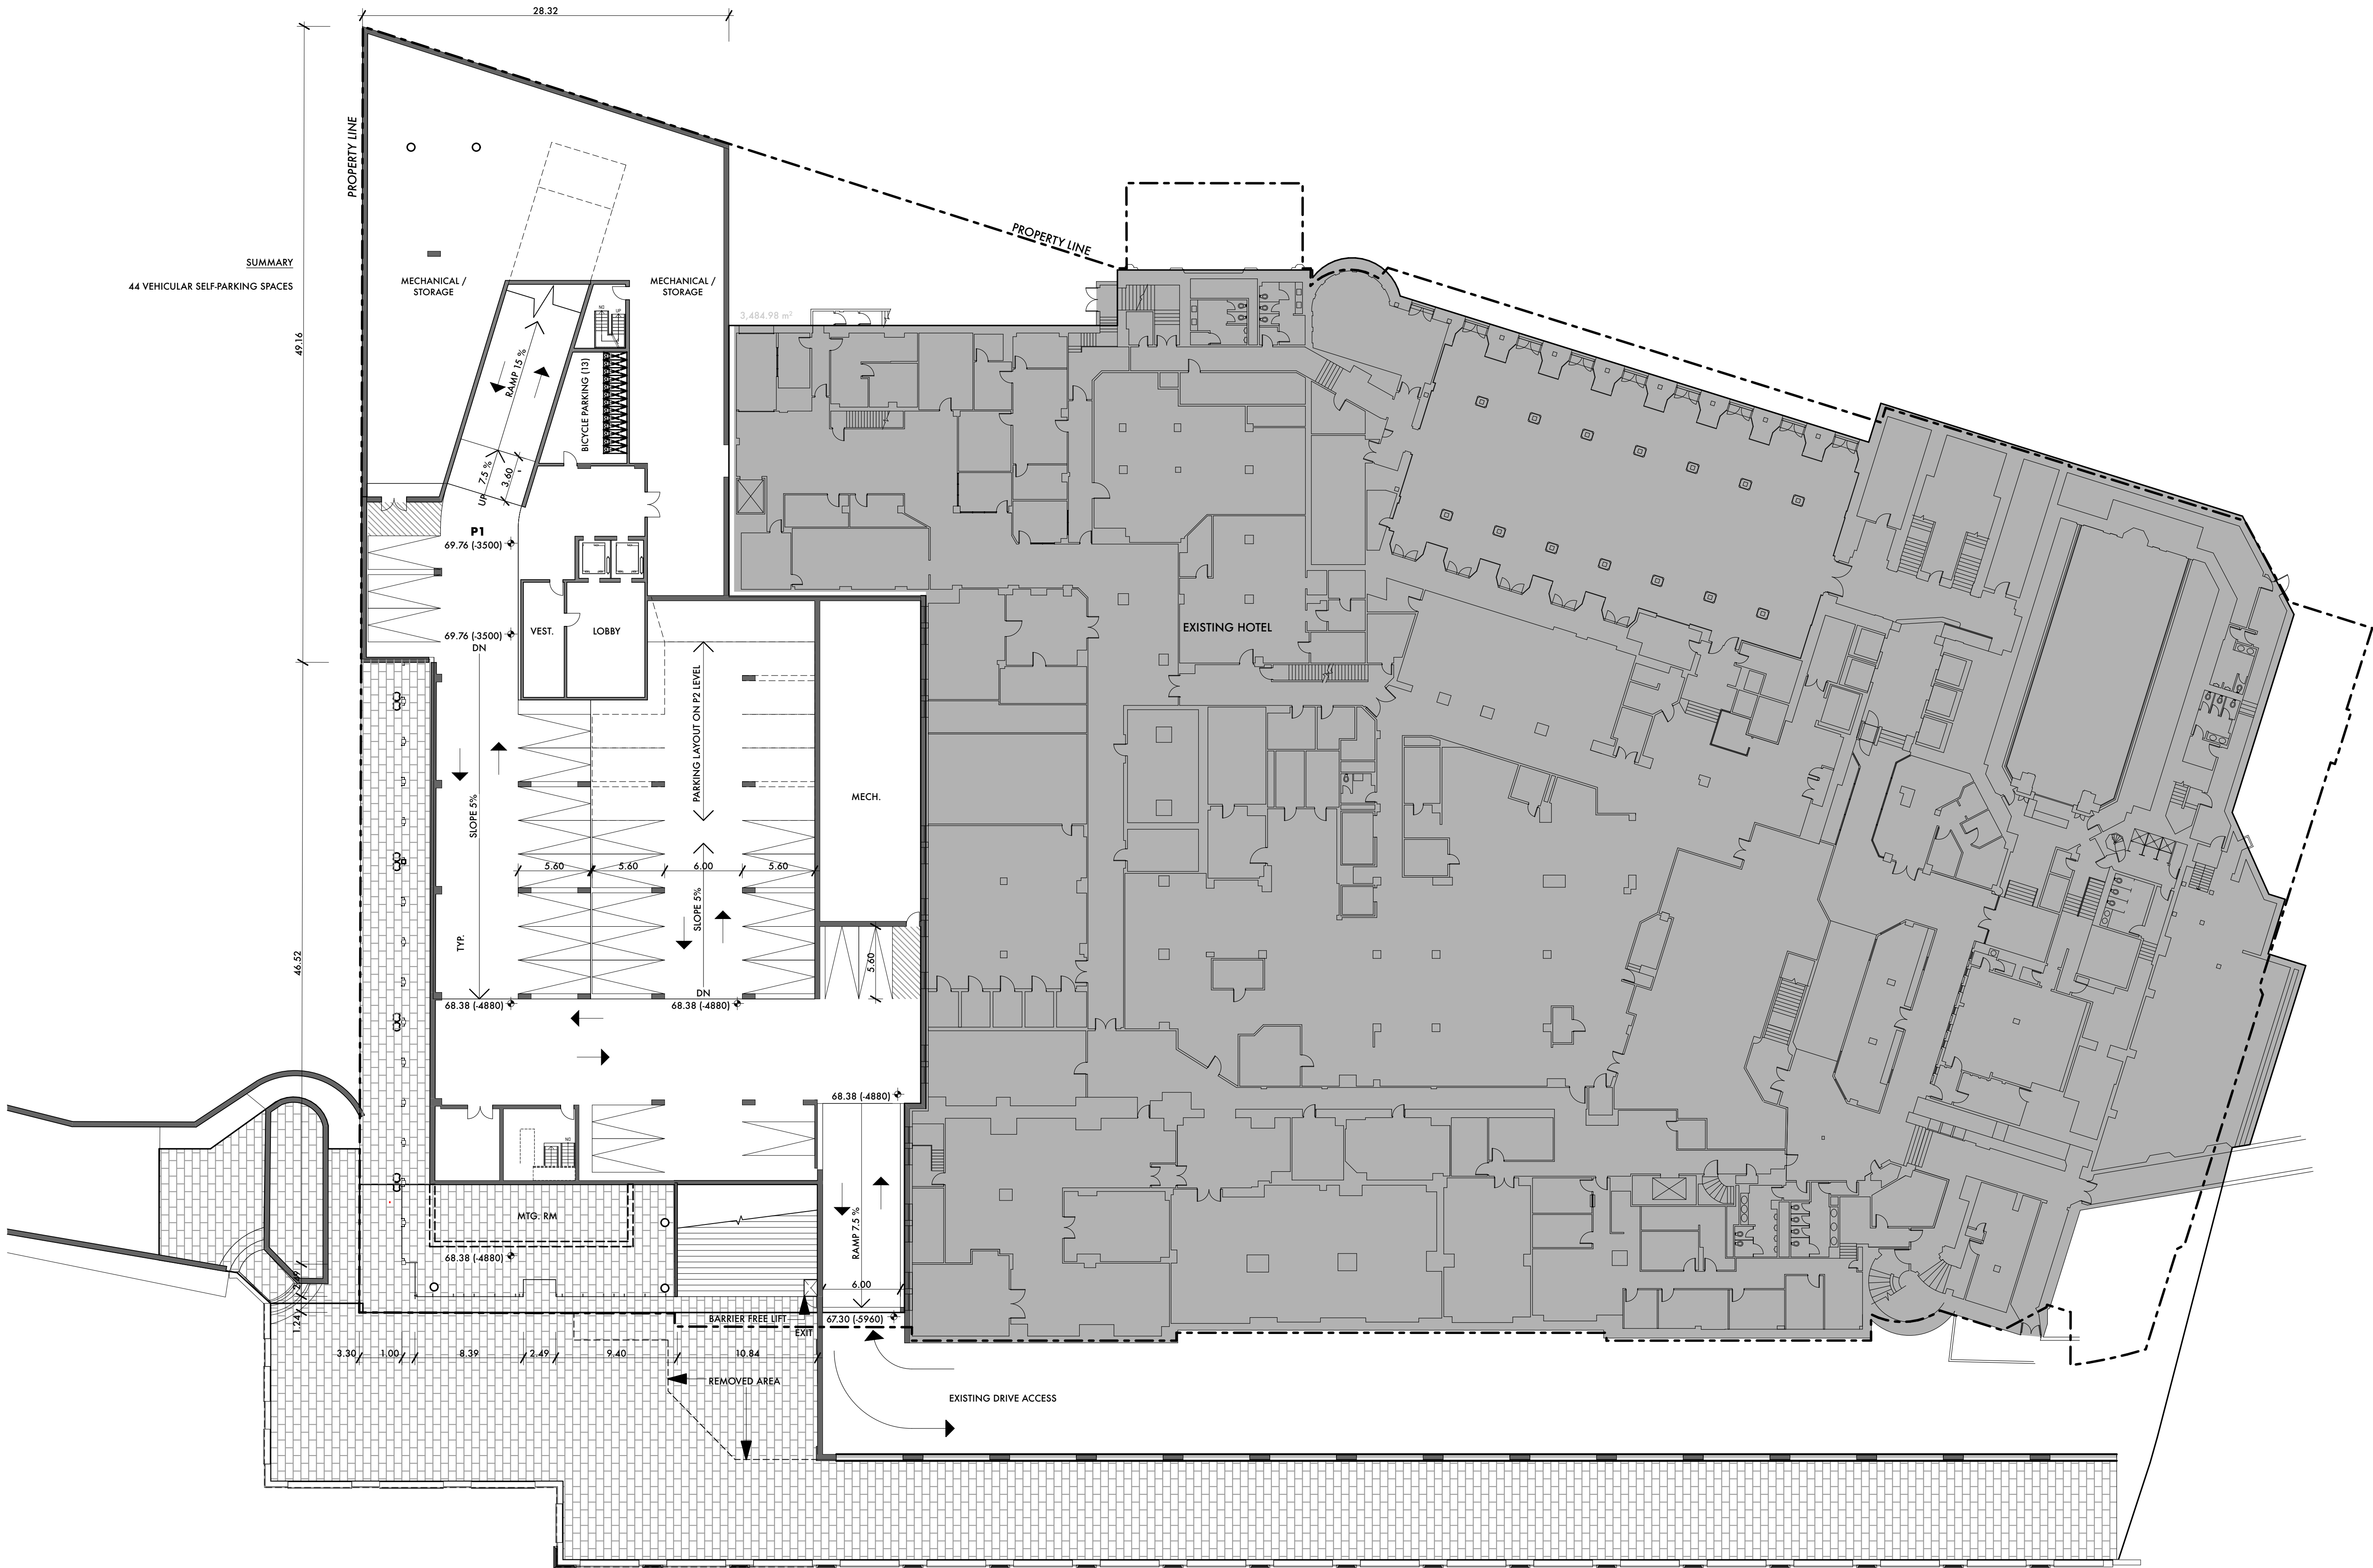 28.32
PROPERTY LINE
PROPERTY LINE
SUMMARY
44 VEHICULAR SELF-PARKING SPACES
49.16
MECHANICAL /
STORAGE
MECHANICAL /
STORAGE
3,484.98 m²
UP
RAMP 15 %
BICYCLE PARKING (13)
UP 7.5 %
3.60
P1
69.76 (-3500)
69.76 (-3500)
DN
VEST.
LOBBY
EXISTING HOTEL
PARKING LAYOUT ON P2 LEVEL
SLOPE 5%
MECH.
5.60
5.60
6.00
5.60
SLOPE 5%
TYP.
46.52
5.60
DN
68.38 (-4880)
68.38 (-4880)
68.38 (-4880)
MTG. RM
68.38 (-4880)
RAMP 7.5 %
6.00
2.49
1.24
BARRIER FREE LIFT
67.30 (-5960)
EXIT
3.30
1.00
8.39
2.49
9.40
10.84
REMOVED AREA
EXISTING DRIVE ACCESS